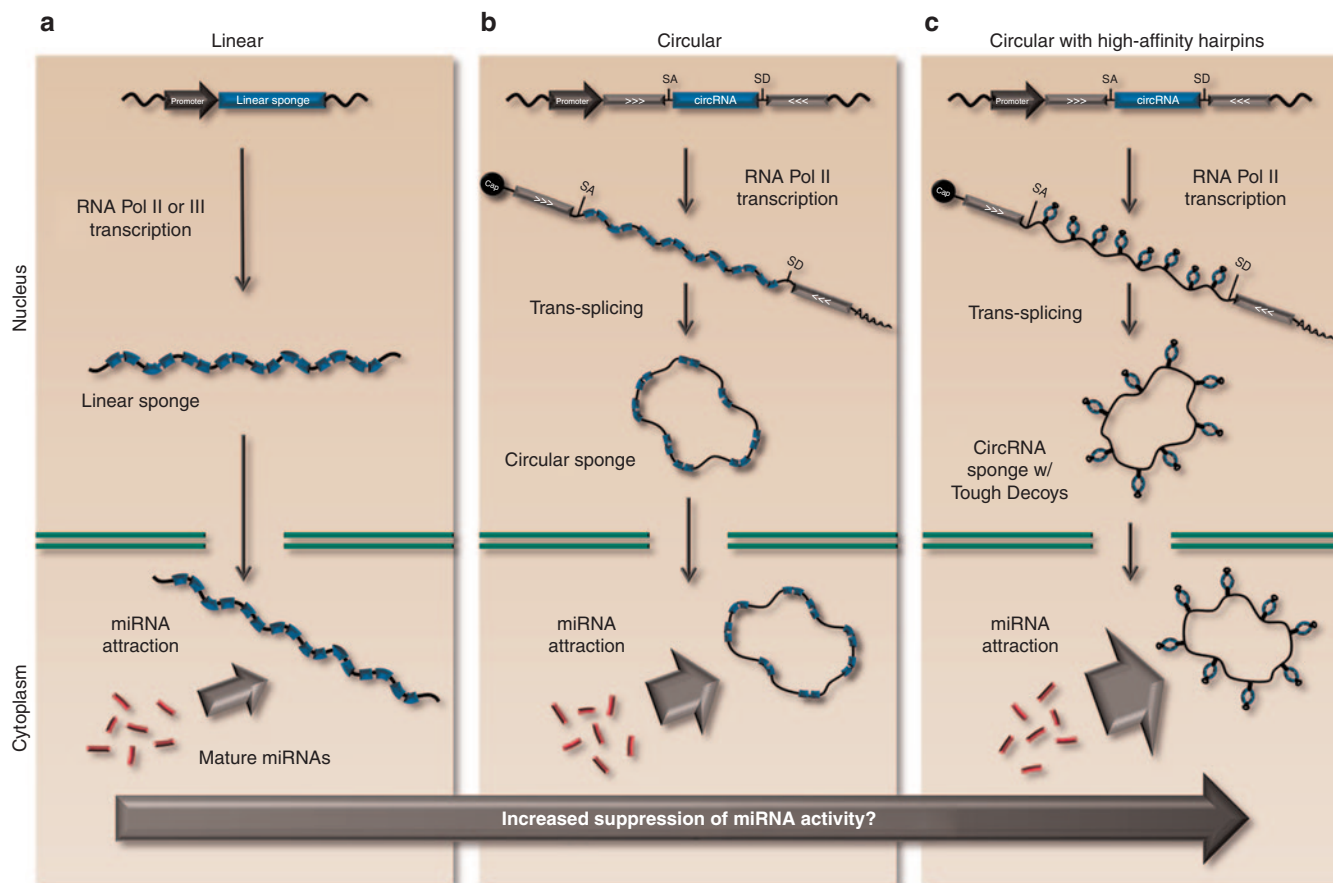 a
Linear
Promoter
Linear sponge
RNA Pol II or III
transcription
Linear sponge
miRNA
attraction
Mature miRNAs
b
Circular
Promoter
>>>
SA
circRNA
SD
<<<
RNA Pol II
transcription
Cap
>>>
SA
SD
<<<
Trans-splicing
Circular sponge
miRNA
attraction
c
Circular with high-affinity hairpins
Promoter
>>>
SA
circRNA
SD
<<<
RNA Pol II
transcription
Cap
>>>
SA
SD
<<<
Trans-splicing
CircRNA
sponge w/
Tough Decoys
miRNA
attraction
Nucleus
Cytoplasm
Increased suppression of miRNA activity?